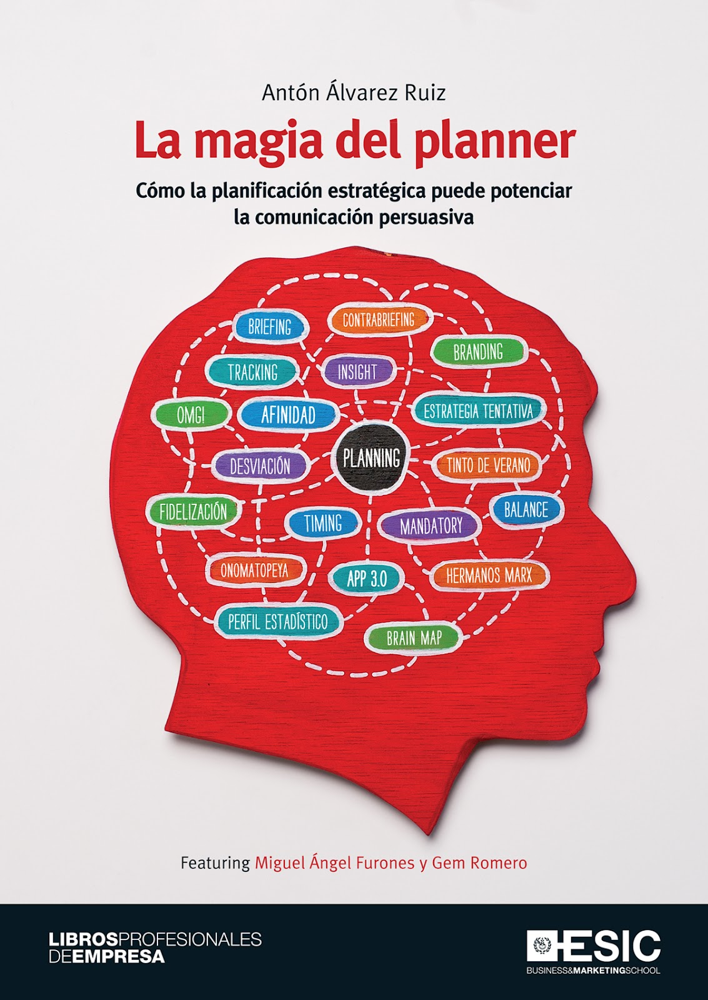 Antón Álvarez Ruiz
La magia del planner
Cómo la planificación estratégica puede potenciar
la comunicación persuasiva
BRIEFING
CONTRABRIEFING
BRANDING
TRACKING
INSIGHT
OMG!
AFINIDAD
ESTRATEGIA TENTATIVA
DESVIACIÓN
PLANNING
TINTO DE VERANO
FIDELIZACIÓN
TIMING
MANDATORY
BALANCE
ONOMATOPEYA
APP 3.0
HERMANOS MARX
PERFIL ESTADÍSTICO
BRAIN MAP
Featuring Miguel Ángel Furones y Gem Romero
LIBROSPROFESIONALES
DEEMPRESA
ESIC
BUSINESS&MARKETINGSCHOOL